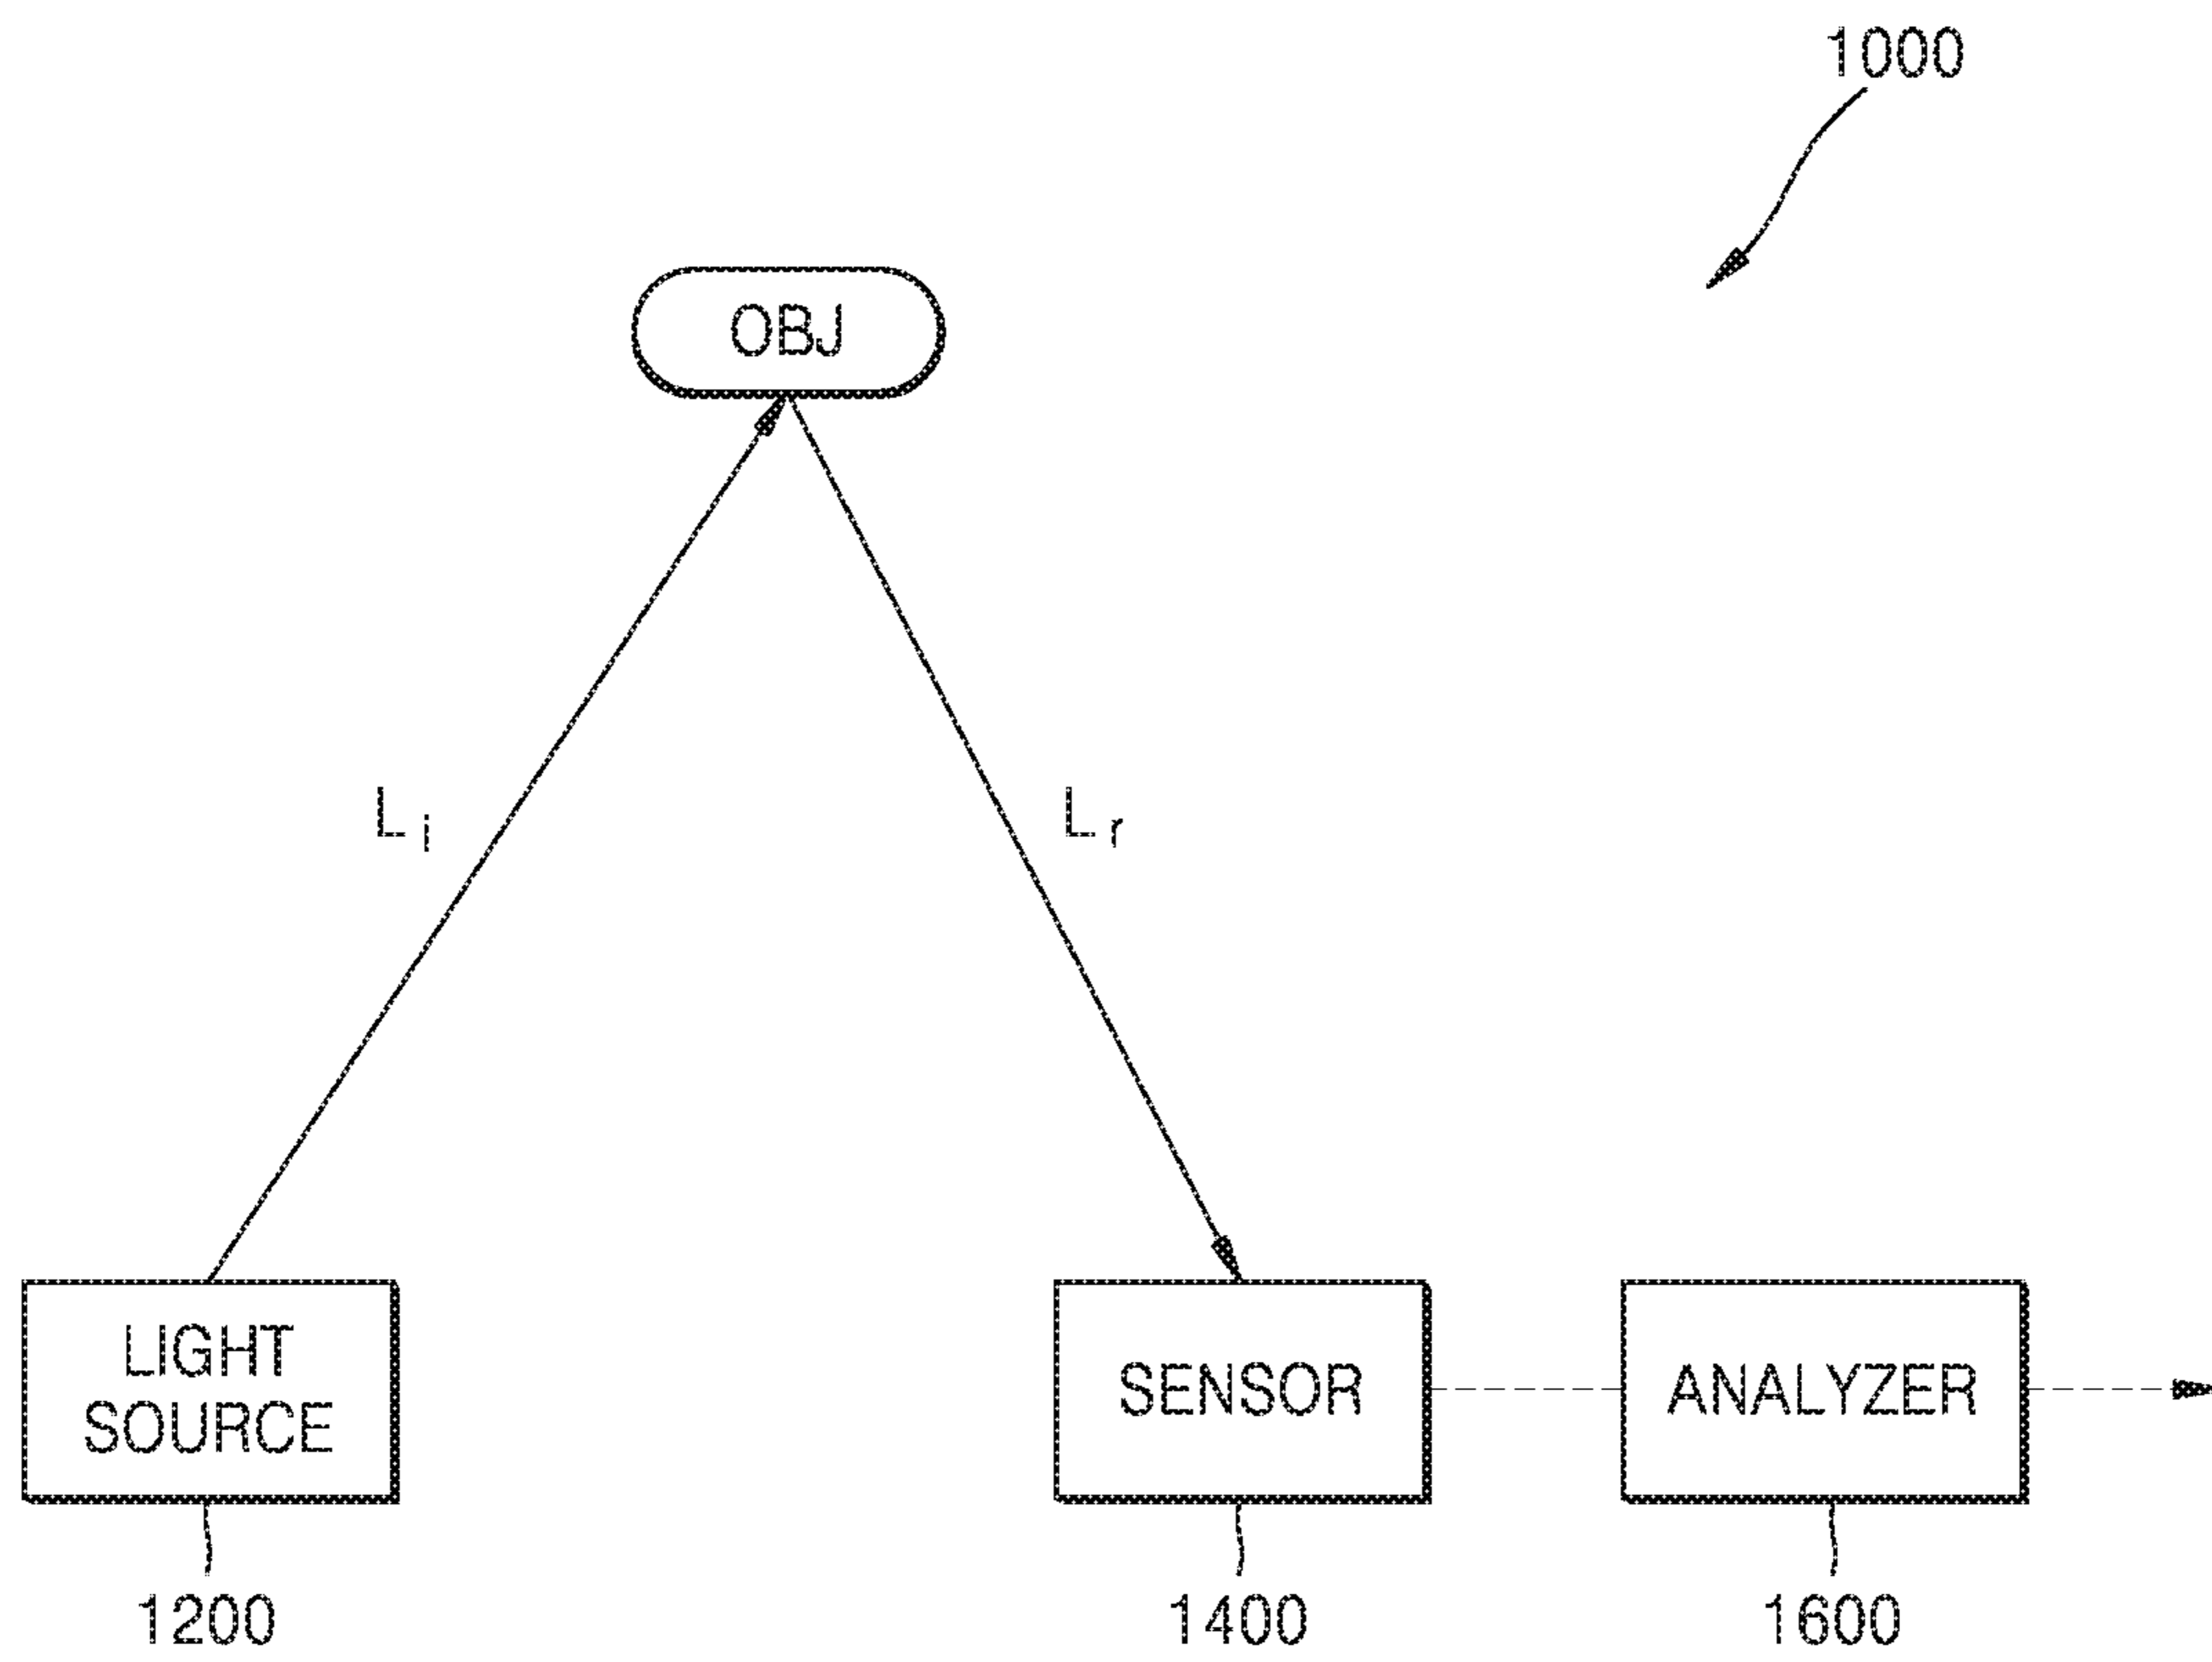 1000
OBJ
Li
Lr
LIGHT
SOURCE
SENSOR
ANALYZER
1200
1400
1600